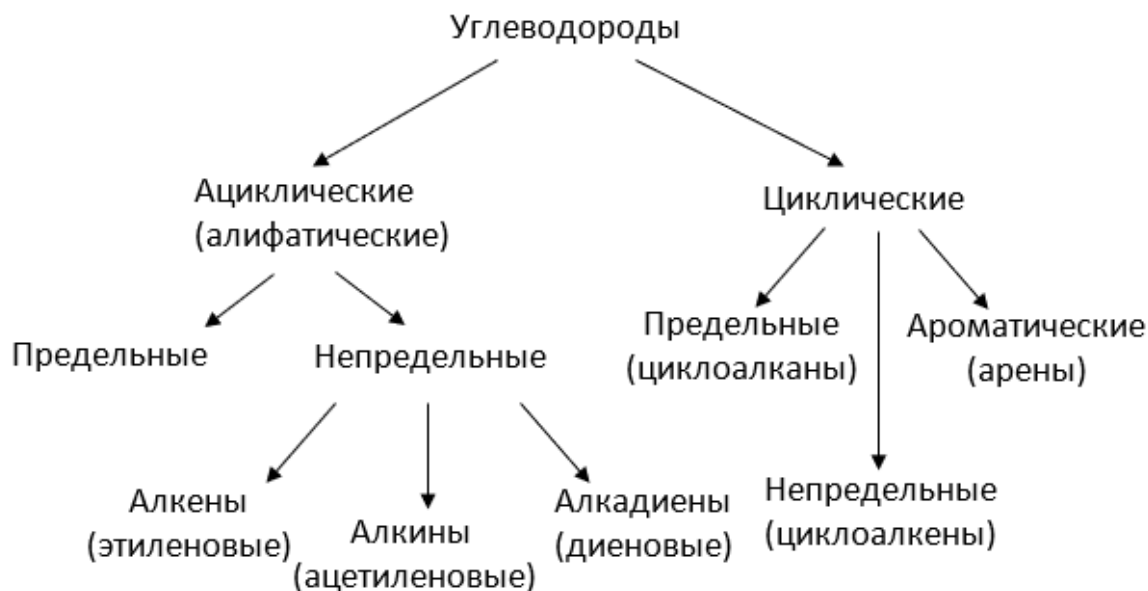 Углеводороды
Ациклические
(алифатические)
Циклические
Предельные
Непредельные
Предельные
(циклоалканы)
Ароматические
(арены)
Алкены
(этиленовые)
Алкины
(ацетиленовые)
Алкадиены
(диеновые)
Непредельные
(циклоалкены)